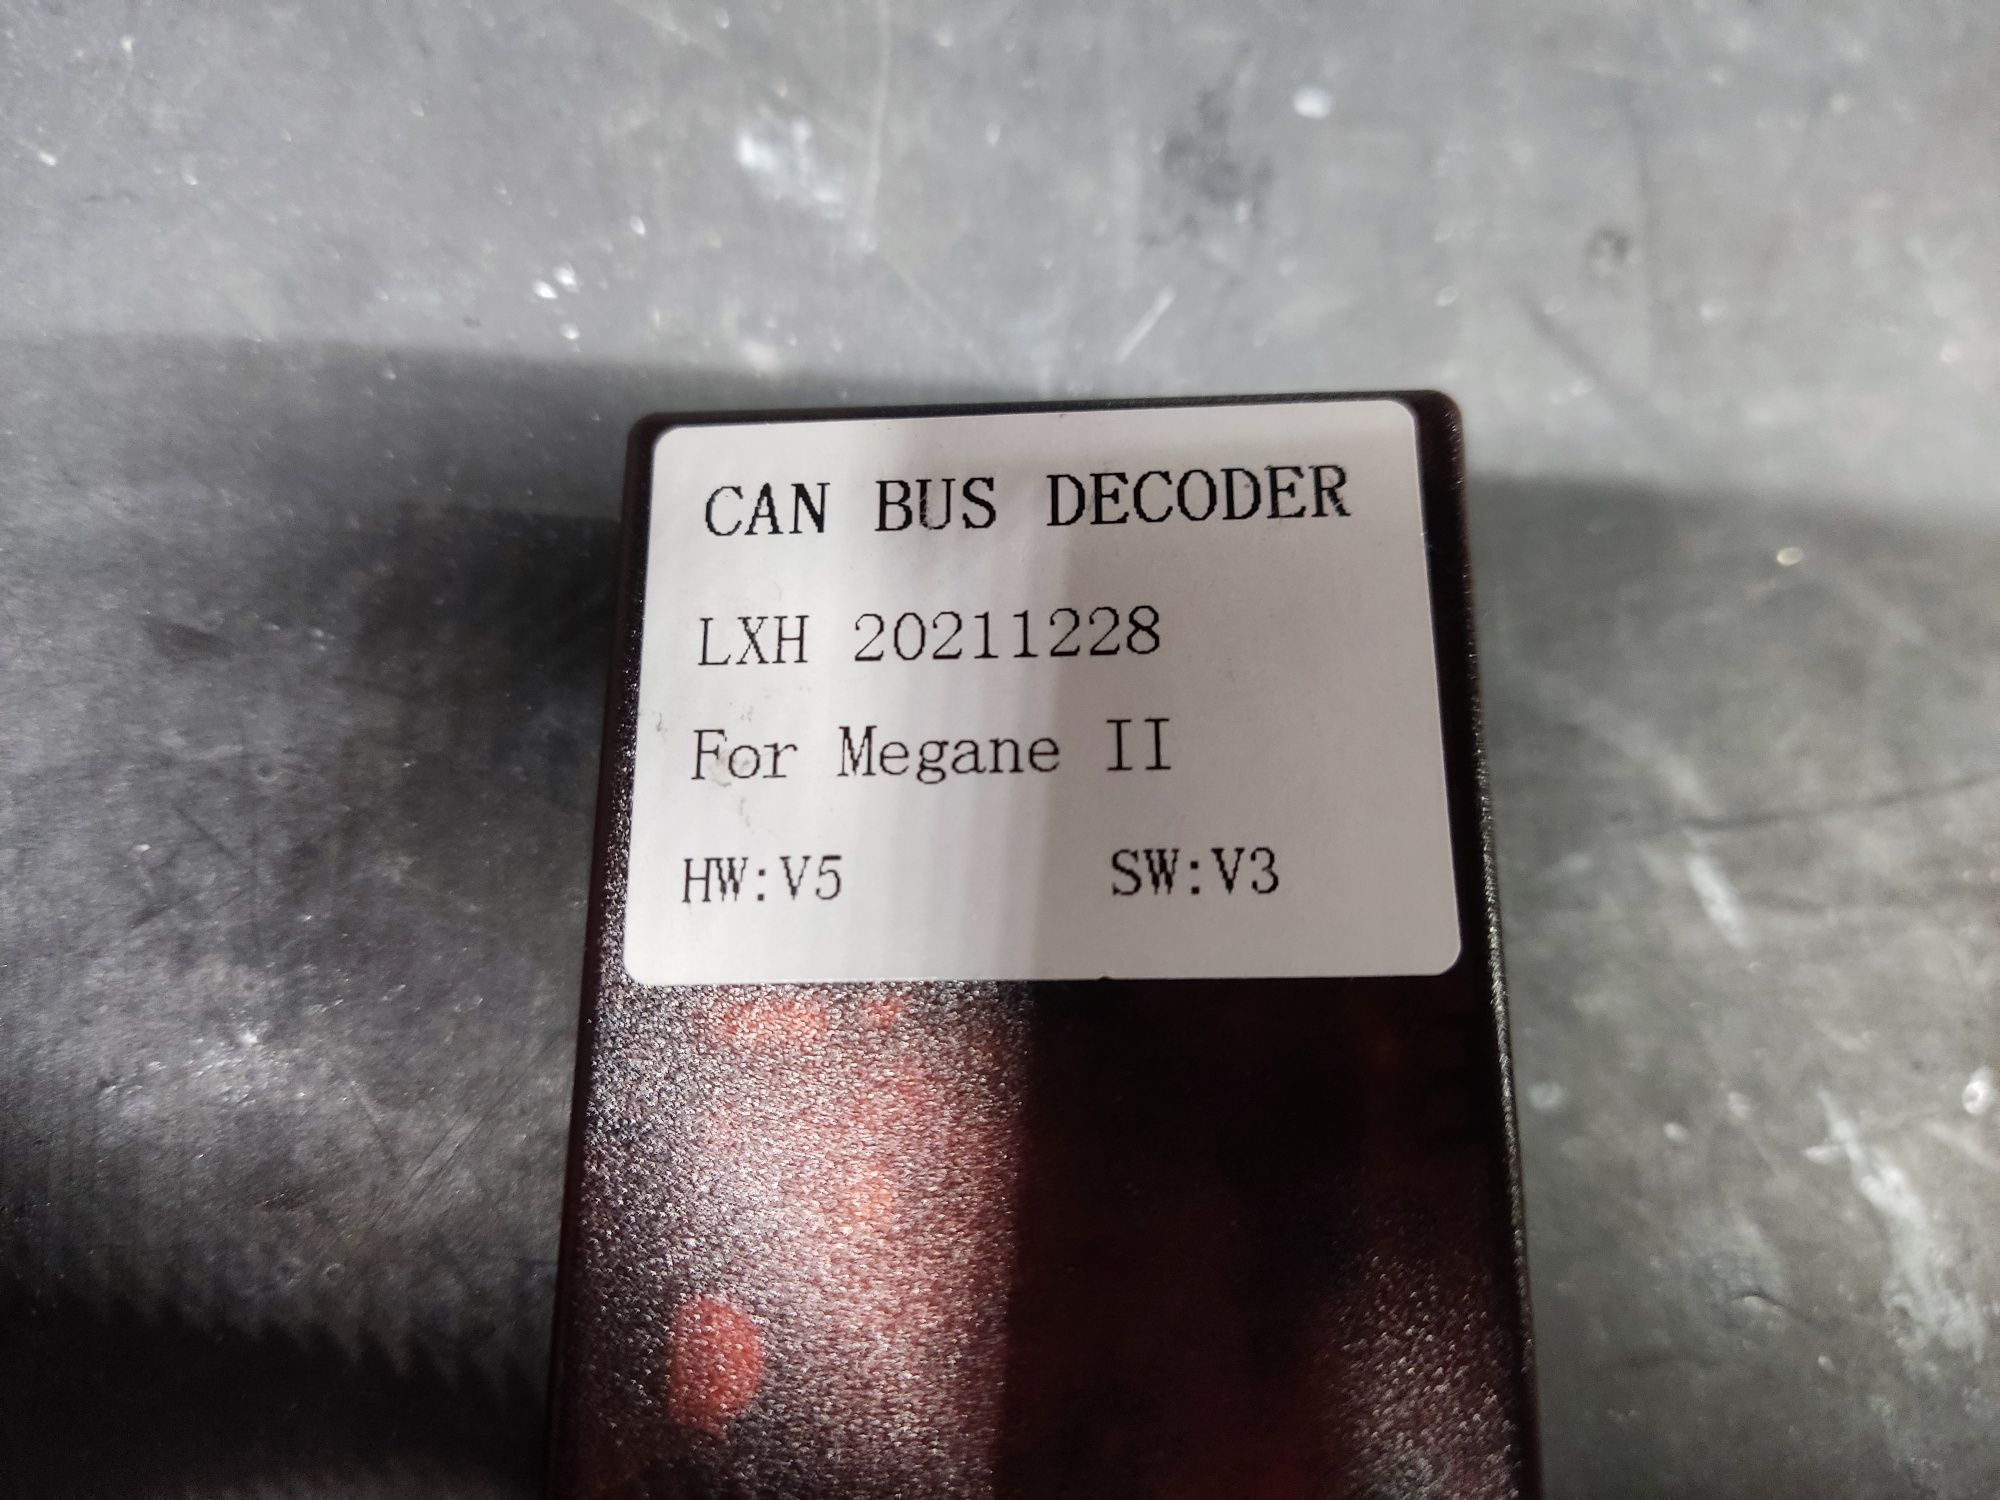 CAN BUS DECODER
LXH 20211228
For Megane II
HW:V5 SW:V3